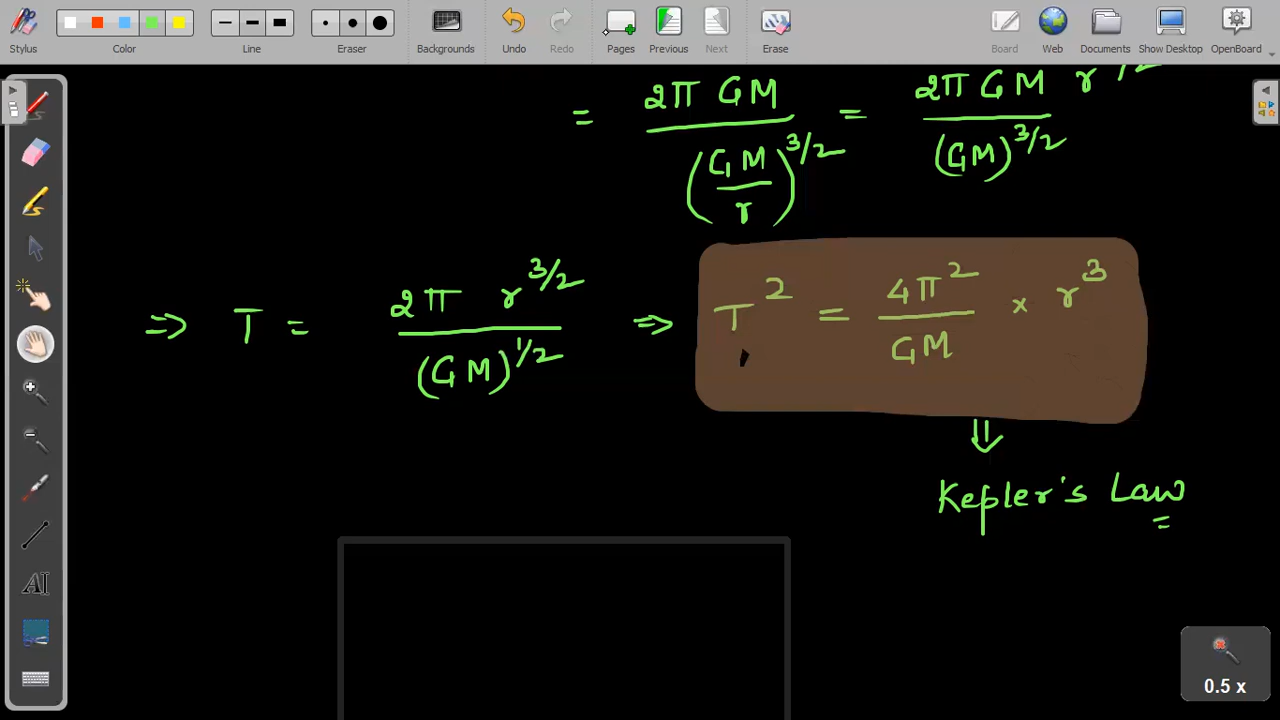 Stylus Color Line Eraser Backgrounds Undo Redo Pages Previous Next Erase Board Web Documents Show Desktop OpenBoard
= 2π GM / (GM/r)^3/2 = 2π GM r^1/2 / (GM)^3/2
⇒ T = 2π r^3/2 / (GM)^1/2 ⇒ T^2 = 4π^2 / GM × r^3
⇓
Kepler's Law
0.5 x